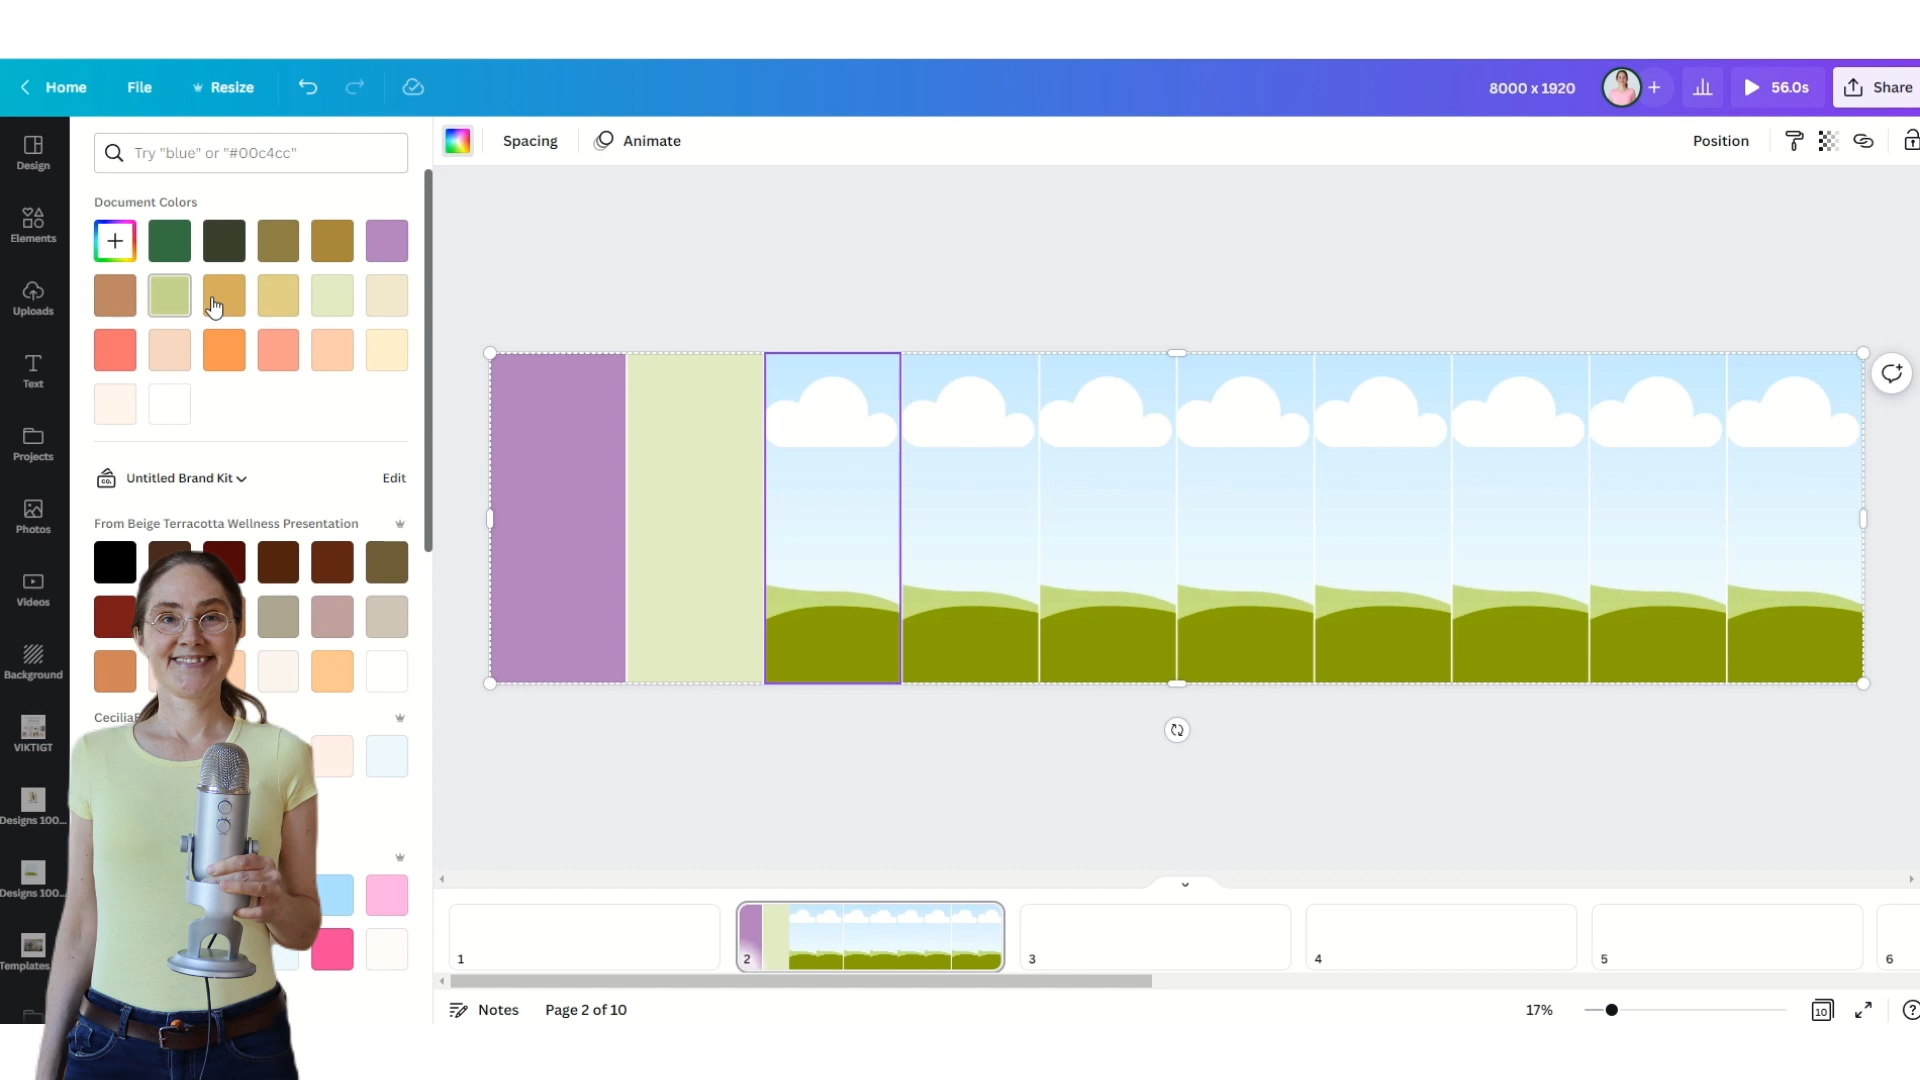 Home
File
Resize
8000 x 1920
56.0s
Share
Design
Elements
Uploads
Text
Projects
Photos
Videos
Background
VIKTIGT
Designs 100...
Designs 100...
Templates
Try "blue" or "#00c4cc"
Document Colors
Untitled Brand Kit
Edit
From Beige Terracotta Wellness Presentation
CO.
Spacing
Animate
Position
1
2
3
4
5
6
Notes
Page 2 of 10
17%
10